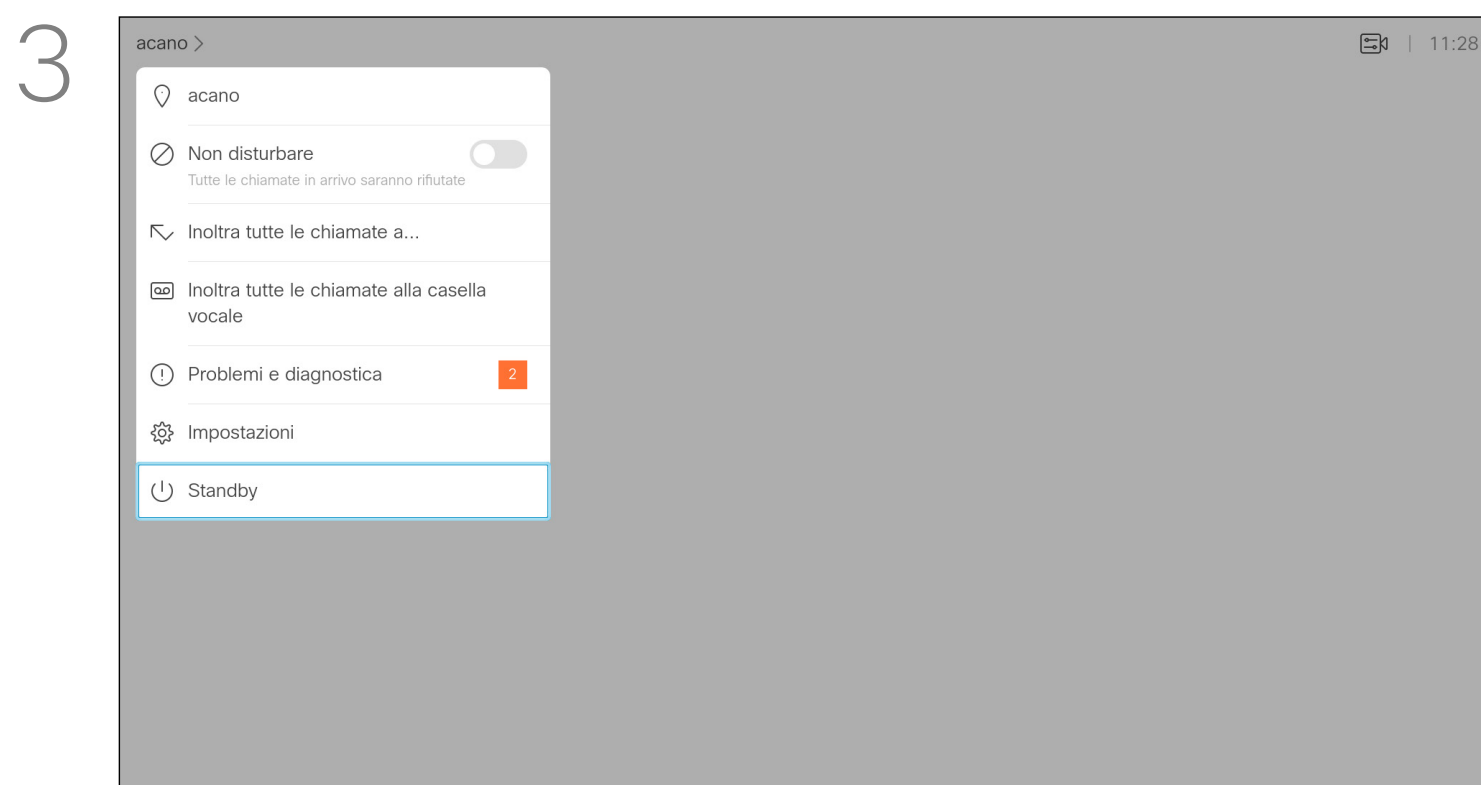 3
acano >
11:28
acano
Non disturbare
Tutte le chiamate in arrivo saranno rifiutate
Inoltra tutte le chiamate a...
Inoltra tutte le chiamate alla casella
vocale
Problemi e diagnostica 2
Impostazioni
Standby